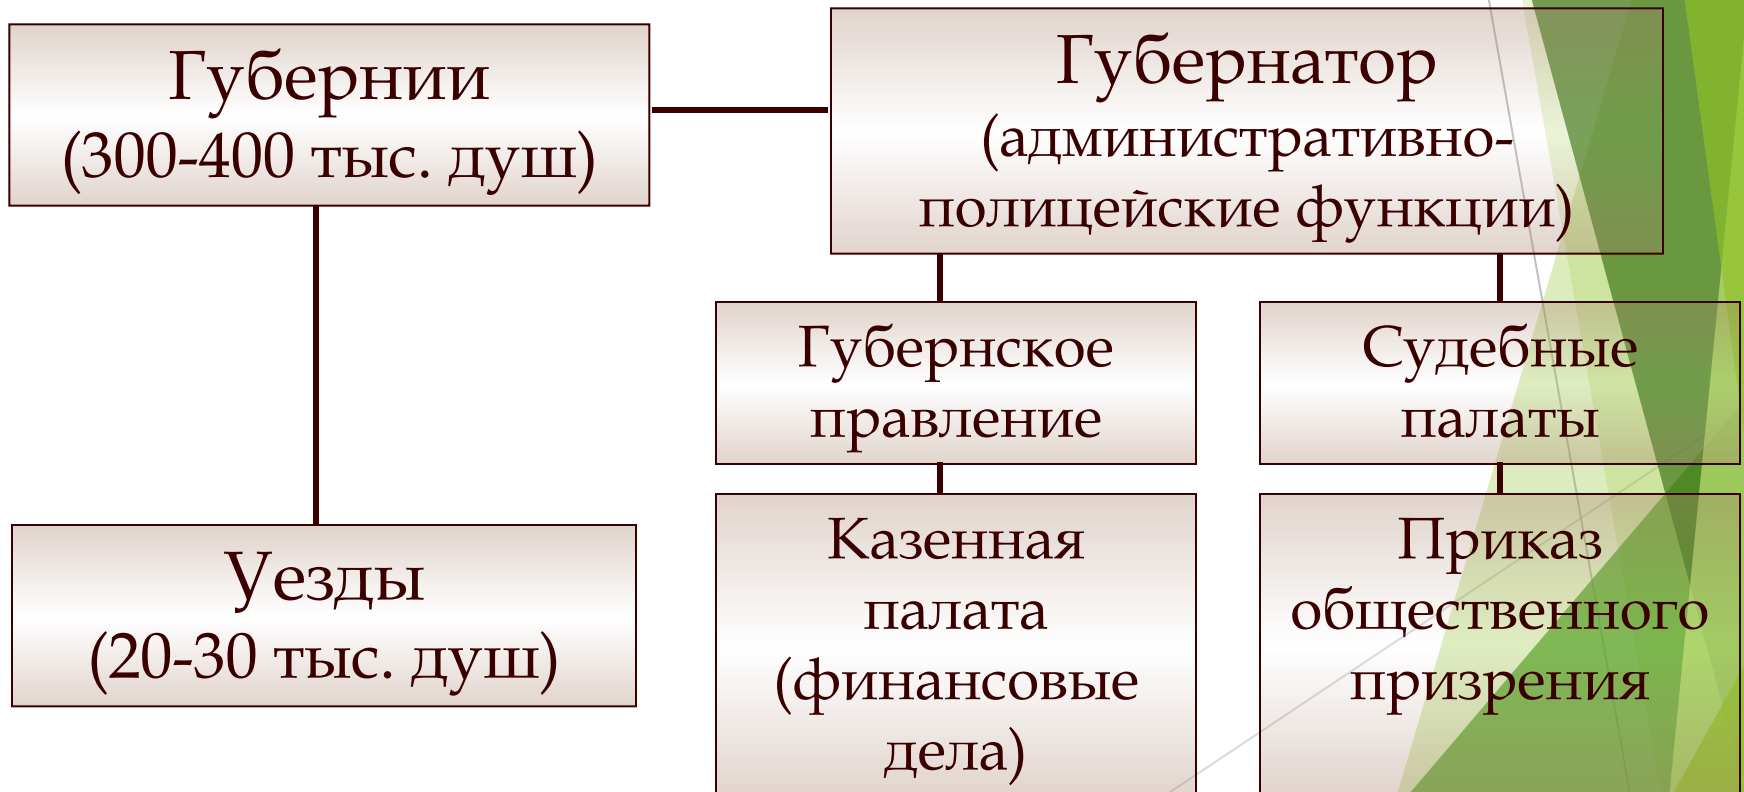 Губернии
(300-400 тыс. душ)
Губернатор
(административно-
полицейские функции)
Губернское
правление
Судебные
палаты
Уезды
(20-30 тыс. душ)
Казенная
палата
(финансовые
дела)
Приказ
общественного
призрения